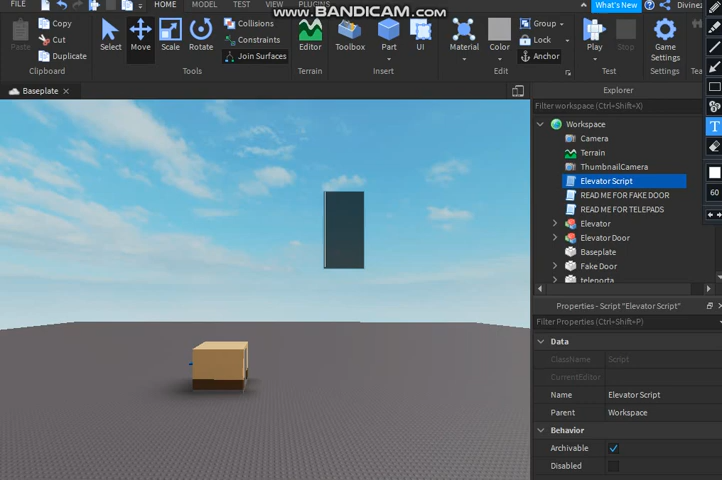 HOME MODEL TEST VIEW PLUGINS
www.BANDICAM.com
What's New
Divinez
Paste
Copy
Cut
Duplicate
Clipboard
Select
Move
Scale
Rotate
Collisions
Constraints
Join Surfaces
Tools
Editor
Terrain
Toolbox
Part
UI
Insert
Material
Color
Group
Lock
Anchor
Edit
Play
Stop
Test
Game
Settings
Settings
Tea
Baseplate
Explorer
Filter workspace (Ctrl+Shift+X)
Workspace
Camera
Terrain
ThumbnailCamera
Elevator Script
READ ME FOR FAKE DOOR
READ ME FOR TELEPADS
Elevator
Elevator Door
Baseplate
Fake Door
teleporta
T
60
Properties - Script "Elevator Script"
Filter Properties (Ctrl+Shift+P)
Data
ClassName Script
CurrentEditor
Name Elevator Script
Parent Workspace
Behavior
Archivable
Disabled